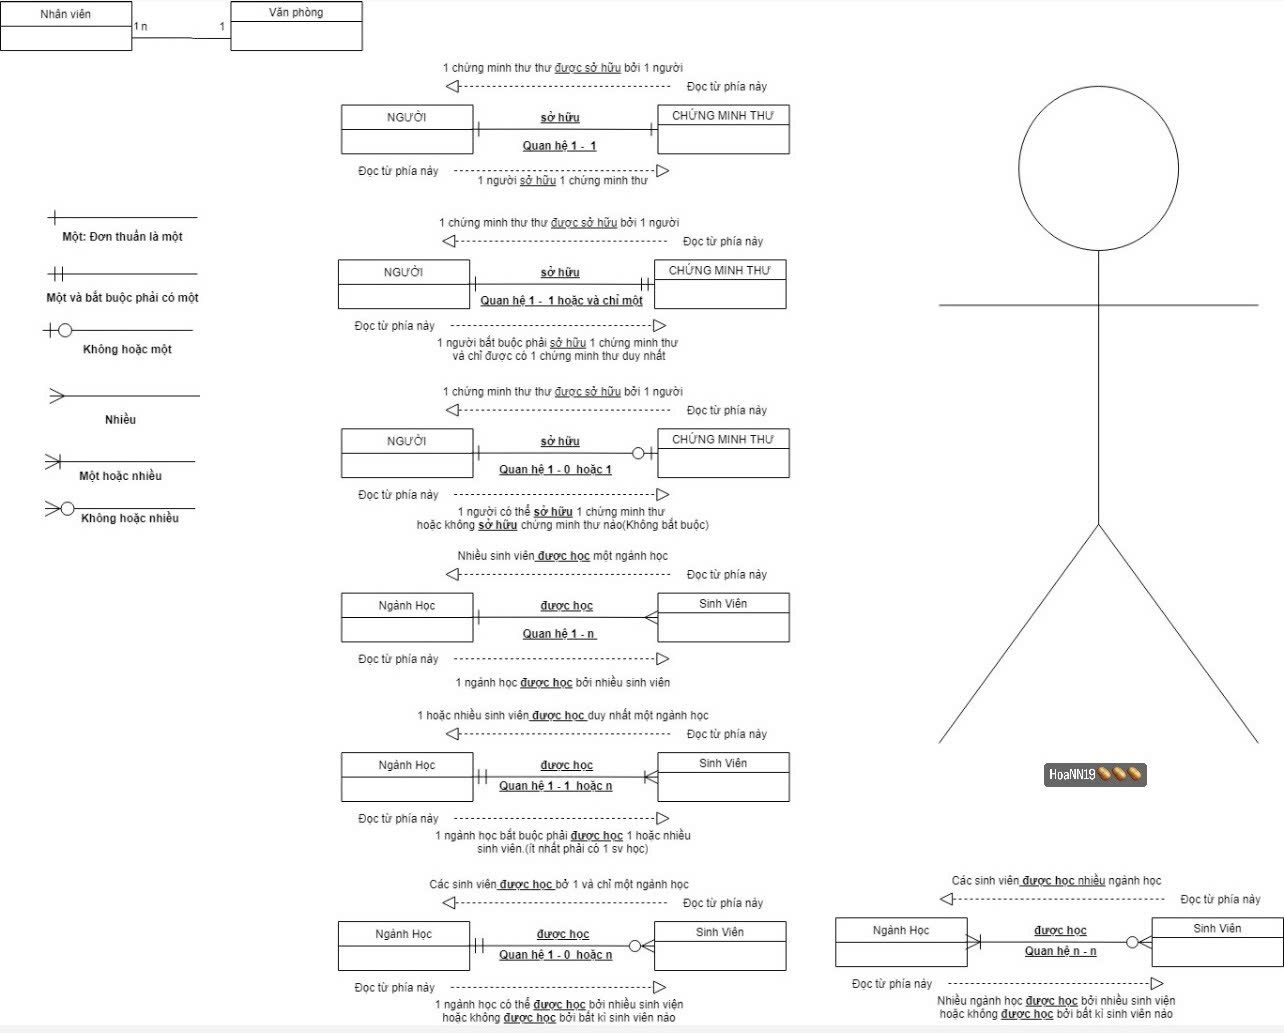 Nhân viên
1 n
1
Văn phòng
1 chứng minh thư thư được sở hữu bởi 1 người
Đọc từ phía này
NGƯỜI
sở hữu
CHỨNG MINH THƯ
Quan hệ 1 - 1
Đọc từ phía này
1 người sở hữu 1 chứng minh thư
Một: Đơn thuần là một
Một và bắt buộc phải có một
Không hoặc một
Nhiều
Một hoặc nhiều
Không hoặc nhiều
1 chứng minh thư thư được sở hữu bởi 1 người
Đọc từ phía này
NGƯỜI
sở hữu
CHỨNG MINH THƯ
Quan hệ 1 - 1 hoặc và chỉ một
Đọc từ phía này
1 người bắt buộc phải sở hữu 1 chứng minh thư
và chỉ được có 1 chứng minh thư duy nhất
1 chứng minh thư thư được sở hữu bởi 1 người
Đọc từ phía này
NGƯỜI
sở hữu
CHỨNG MINH THƯ
Quan hệ 1 - 0 hoặc 1
Đọc từ phía này
1 người có thể sở hữu 1 chứng minh thư
hoặc không sở hữu chứng minh thư nào(Không bắt buộc)
Nhiều sinh viên được học một ngành học
Đọc từ phía này
Ngành Học
được học
Sinh Viên
Quan hệ 1 - n
Đọc từ phía này
1 ngành học được học bởi nhiều sinh viên
1 hoặc nhiều sinh viên được học duy nhất một ngành học
Đọc từ phía này
Ngành Học
được học
Sinh Viên
Quan hệ 1 - 1 hoặc n
Đọc từ phía này
1 ngành học bắt buộc phải được học 1 hoặc nhiều
sinh viên.(ít nhất phải có 1 sv học)
Các sinh viên được học bở 1 và chỉ một ngành học
Đọc từ phía này
Ngành Học
được học
Sinh Viên
Quan hệ 1 - 0 hoặc n
Đọc từ phía này
1 ngành học có thể được học bởi nhiều sinh viên
hoặc không được học bởi bất kì sinh viên nào
HoaNN19
Các sinh viên được học nhiều ngành học
Đọc từ phía này
Ngành Học
được học
Sinh Viên
Quan hệ n - n
Đọc từ phía này
Nhiều ngành học được học bởi nhiều sinh viên
hoặc không được học bởi bất kì sinh viên nào